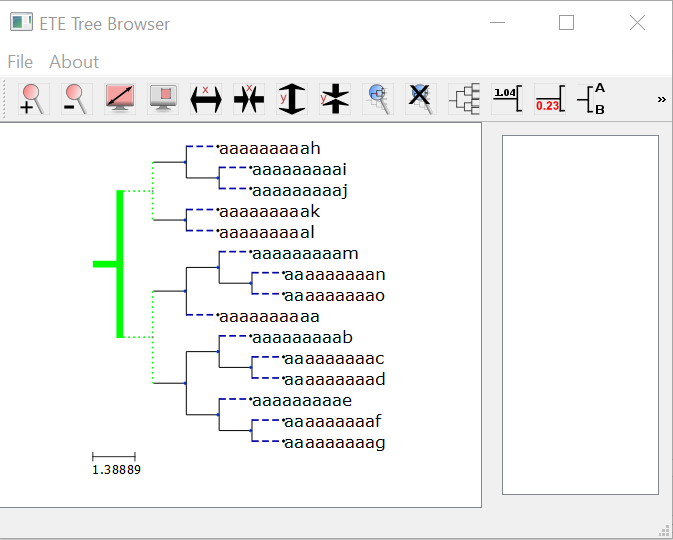 ETE Tree Browser
File About
x x y y 1.04 0.23 A B »
aaaaaaaaah
aaaaaaaaai
aaaaaaaaaj
aaaaaaaaak
aaaaaaaaal
aaaaaaaaam
aaaaaaaaan
aaaaaaaaao
aaaaaaaaaa
aaaaaaaaab
aaaaaaaaac
aaaaaaaaad
aaaaaaaaae
aaaaaaaaaf
aaaaaaaaag
1.38889